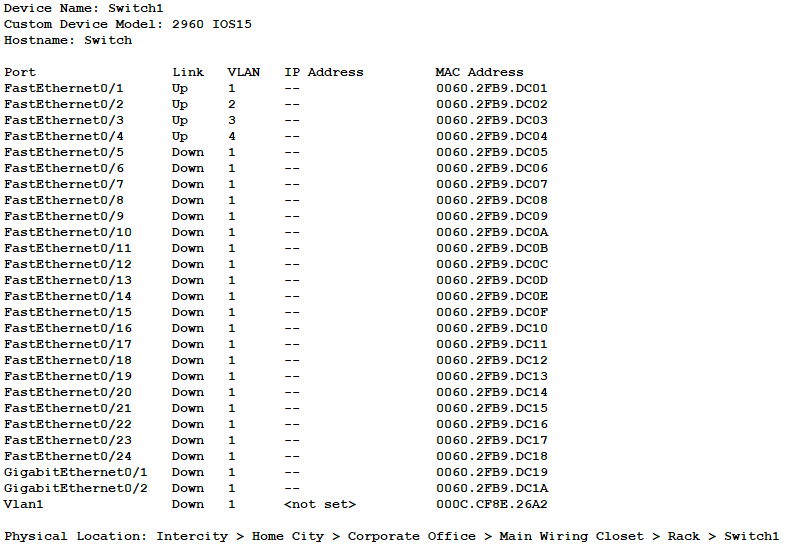 Device Name: Switch1
Custom Device Model: 2960 IOS15
Hostname: Switch

Port Link VLAN IP Address MAC Address
FastEthernet0/1 Up 1 -- 0060.2FB9.DC01
FastEthernet0/2 Up 2 -- 0060.2FB9.DC02
FastEthernet0/3 Up 3 -- 0060.2FB9.DC03
FastEthernet0/4 Up 4 -- 0060.2FB9.DC04
FastEthernet0/5 Down 1 -- 0060.2FB9.DC05
FastEthernet0/6 Down 1 -- 0060.2FB9.DC06
FastEthernet0/7 Down 1 -- 0060.2FB9.DC07
FastEthernet0/8 Down 1 -- 0060.2FB9.DC08
FastEthernet0/9 Down 1 -- 0060.2FB9.DC09
FastEthernet0/10 Down 1 -- 0060.2FB9.DC0A
FastEthernet0/11 Down 1 -- 0060.2FB9.DC0B
FastEthernet0/12 Down 1 -- 0060.2FB9.DC0C
FastEthernet0/13 Down 1 -- 0060.2FB9.DC0D
FastEthernet0/14 Down 1 -- 0060.2FB9.DC0E
FastEthernet0/15 Down 1 -- 0060.2FB9.DC0F
FastEthernet0/16 Down 1 -- 0060.2FB9.DC10
FastEthernet0/17 Down 1 -- 0060.2FB9.DC11
FastEthernet0/18 Down 1 -- 0060.2FB9.DC12
FastEthernet0/19 Down 1 -- 0060.2FB9.DC13
FastEthernet0/20 Down 1 -- 0060.2FB9.DC14
FastEthernet0/21 Down 1 -- 0060.2FB9.DC15
FastEthernet0/22 Down 1 -- 0060.2FB9.DC16
FastEthernet0/23 Down 1 -- 0060.2FB9.DC17
FastEthernet0/24 Down 1 -- 0060.2FB9.DC18
GigabitEthernet0/1 Down 1 -- 0060.2FB9.DC19
GigabitEthernet0/2 Down 1 -- 0060.2FB9.DC1A
Vlan1 Down 1 <not set> 000C.CF8E.26A2

Physical Location: Intercity > Home City > Corporate Office > Main Wiring Closet > Rack > Switch1